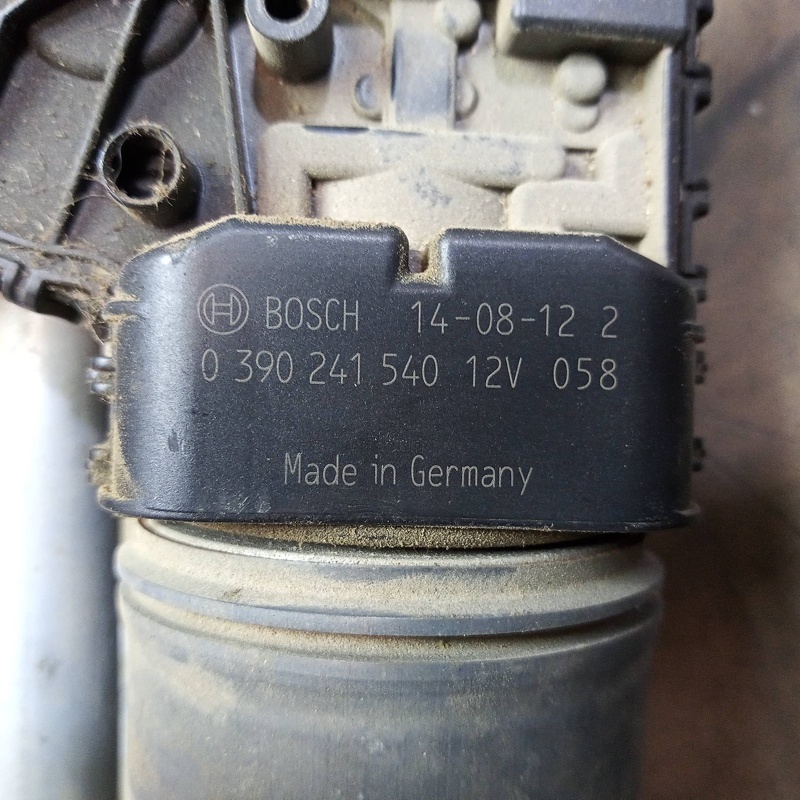 BOSCH 14-08-12 2
0 390 241 540 12V 058
Made in Germany